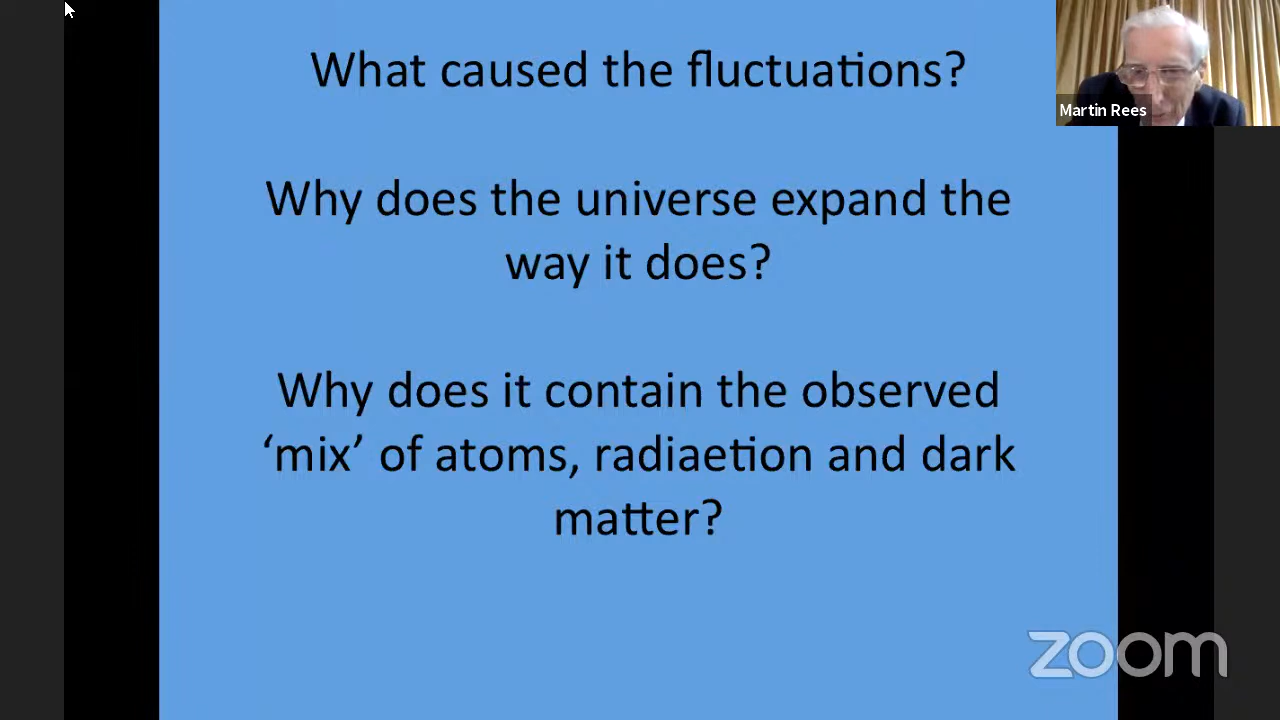 What caused the fluctuations?
Martin Rees
Why does the universe expand the
way it does?
Why does it contain the observed
‘mix’ of atoms, radiaetion and dark
matter?
zoom